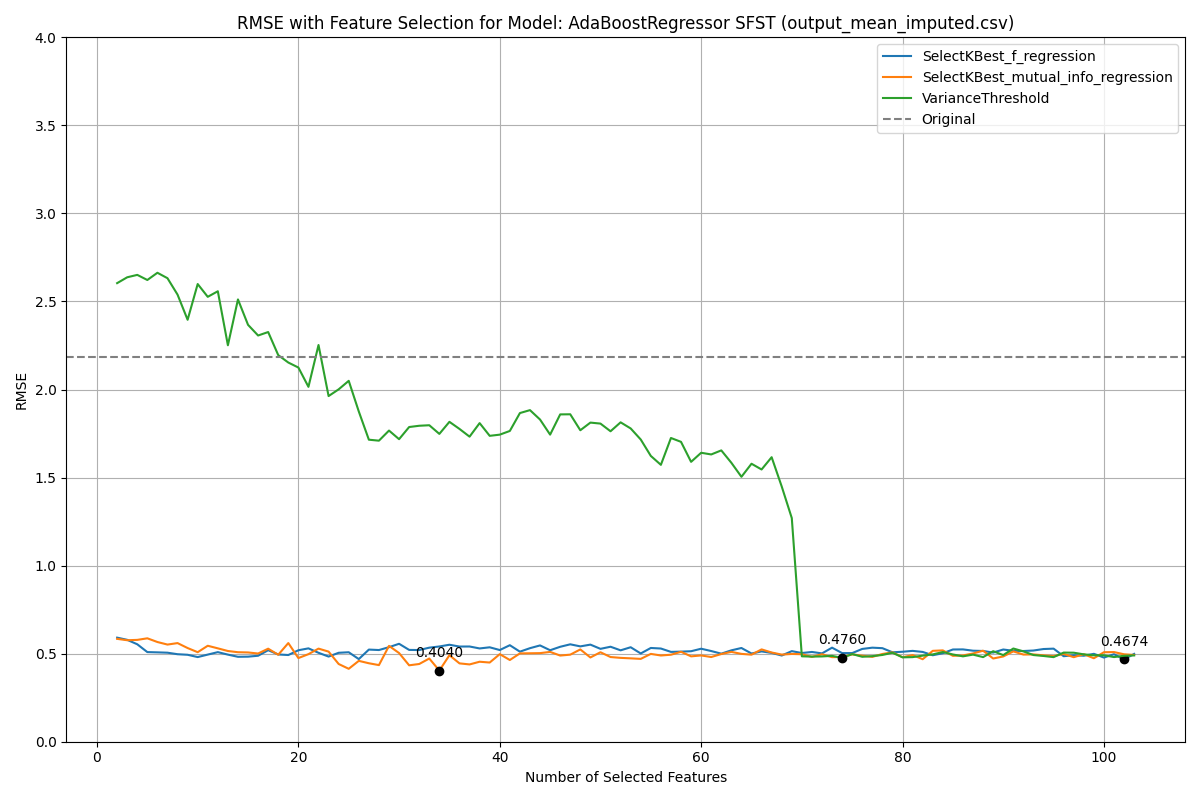 RMSE with Feature Selection for Model: AdaBoostRegressor SFST (output_mean_imputed.csv)
4.0
3.5
3.0
2.5
2.0
1.5
1.0
0.5
0.0
RMSE
SelectKBest_f_regression
SelectKBest_mutual_info_regression
VarianceThreshold
Original
0.4040
0.4760
0.4674
0 20 40 60 80 100
Number of Selected Features